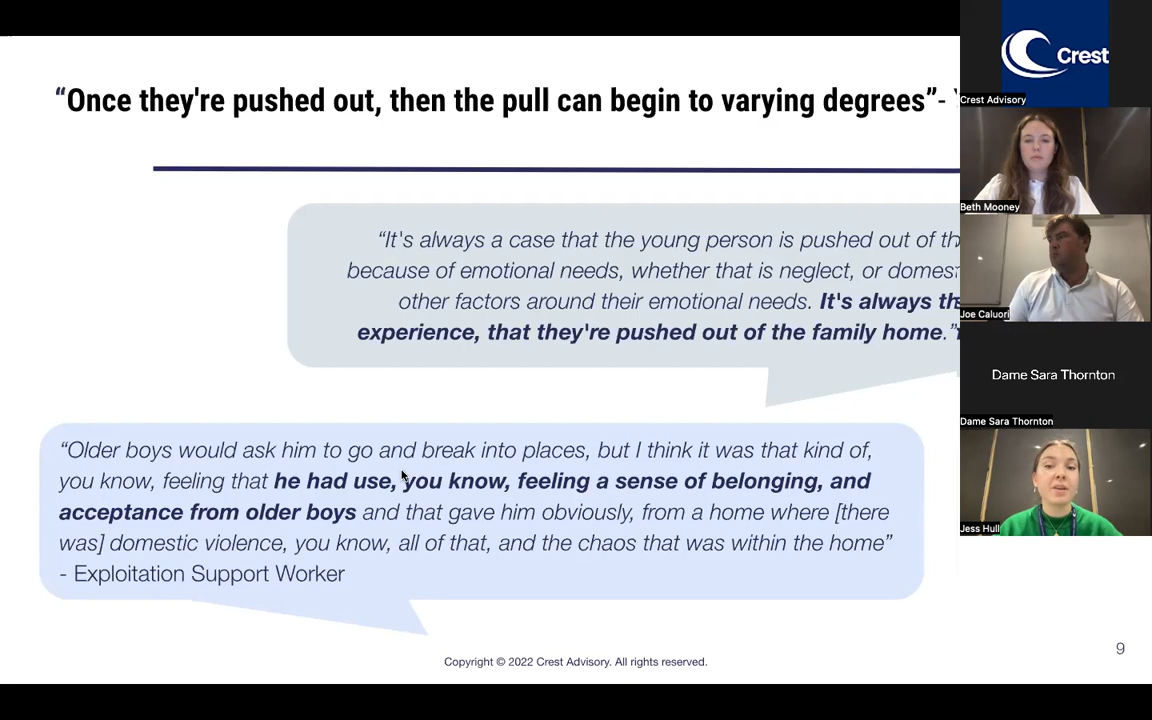 “Once they're pushed out, then the pull can begin to varying degrees”-
“It's always a case that the young person is pushed out of
because of emotional needs, whether that is neglect, or
other factors around their emotional needs. It's always
experience, that they're pushed out of the family home.”
“Older boys would ask him to go and break into places, but I think it was that kind of,
you know, feeling that he had use, you know, feeling a sense of belonging, and
acceptance from older boys and that gave him obviously, from a home where [there
was] domestic violence, you know, all of that, and the chaos that was within the home”
- Exploitation Support Worker
Copyright © 2022 Crest Advisory. All rights reserved.
9
Crest
Crest Advisory
Beth Mooney
Joe Caluori
Dame Sara Thornton
Dame Sara Thornton
Jess Hull